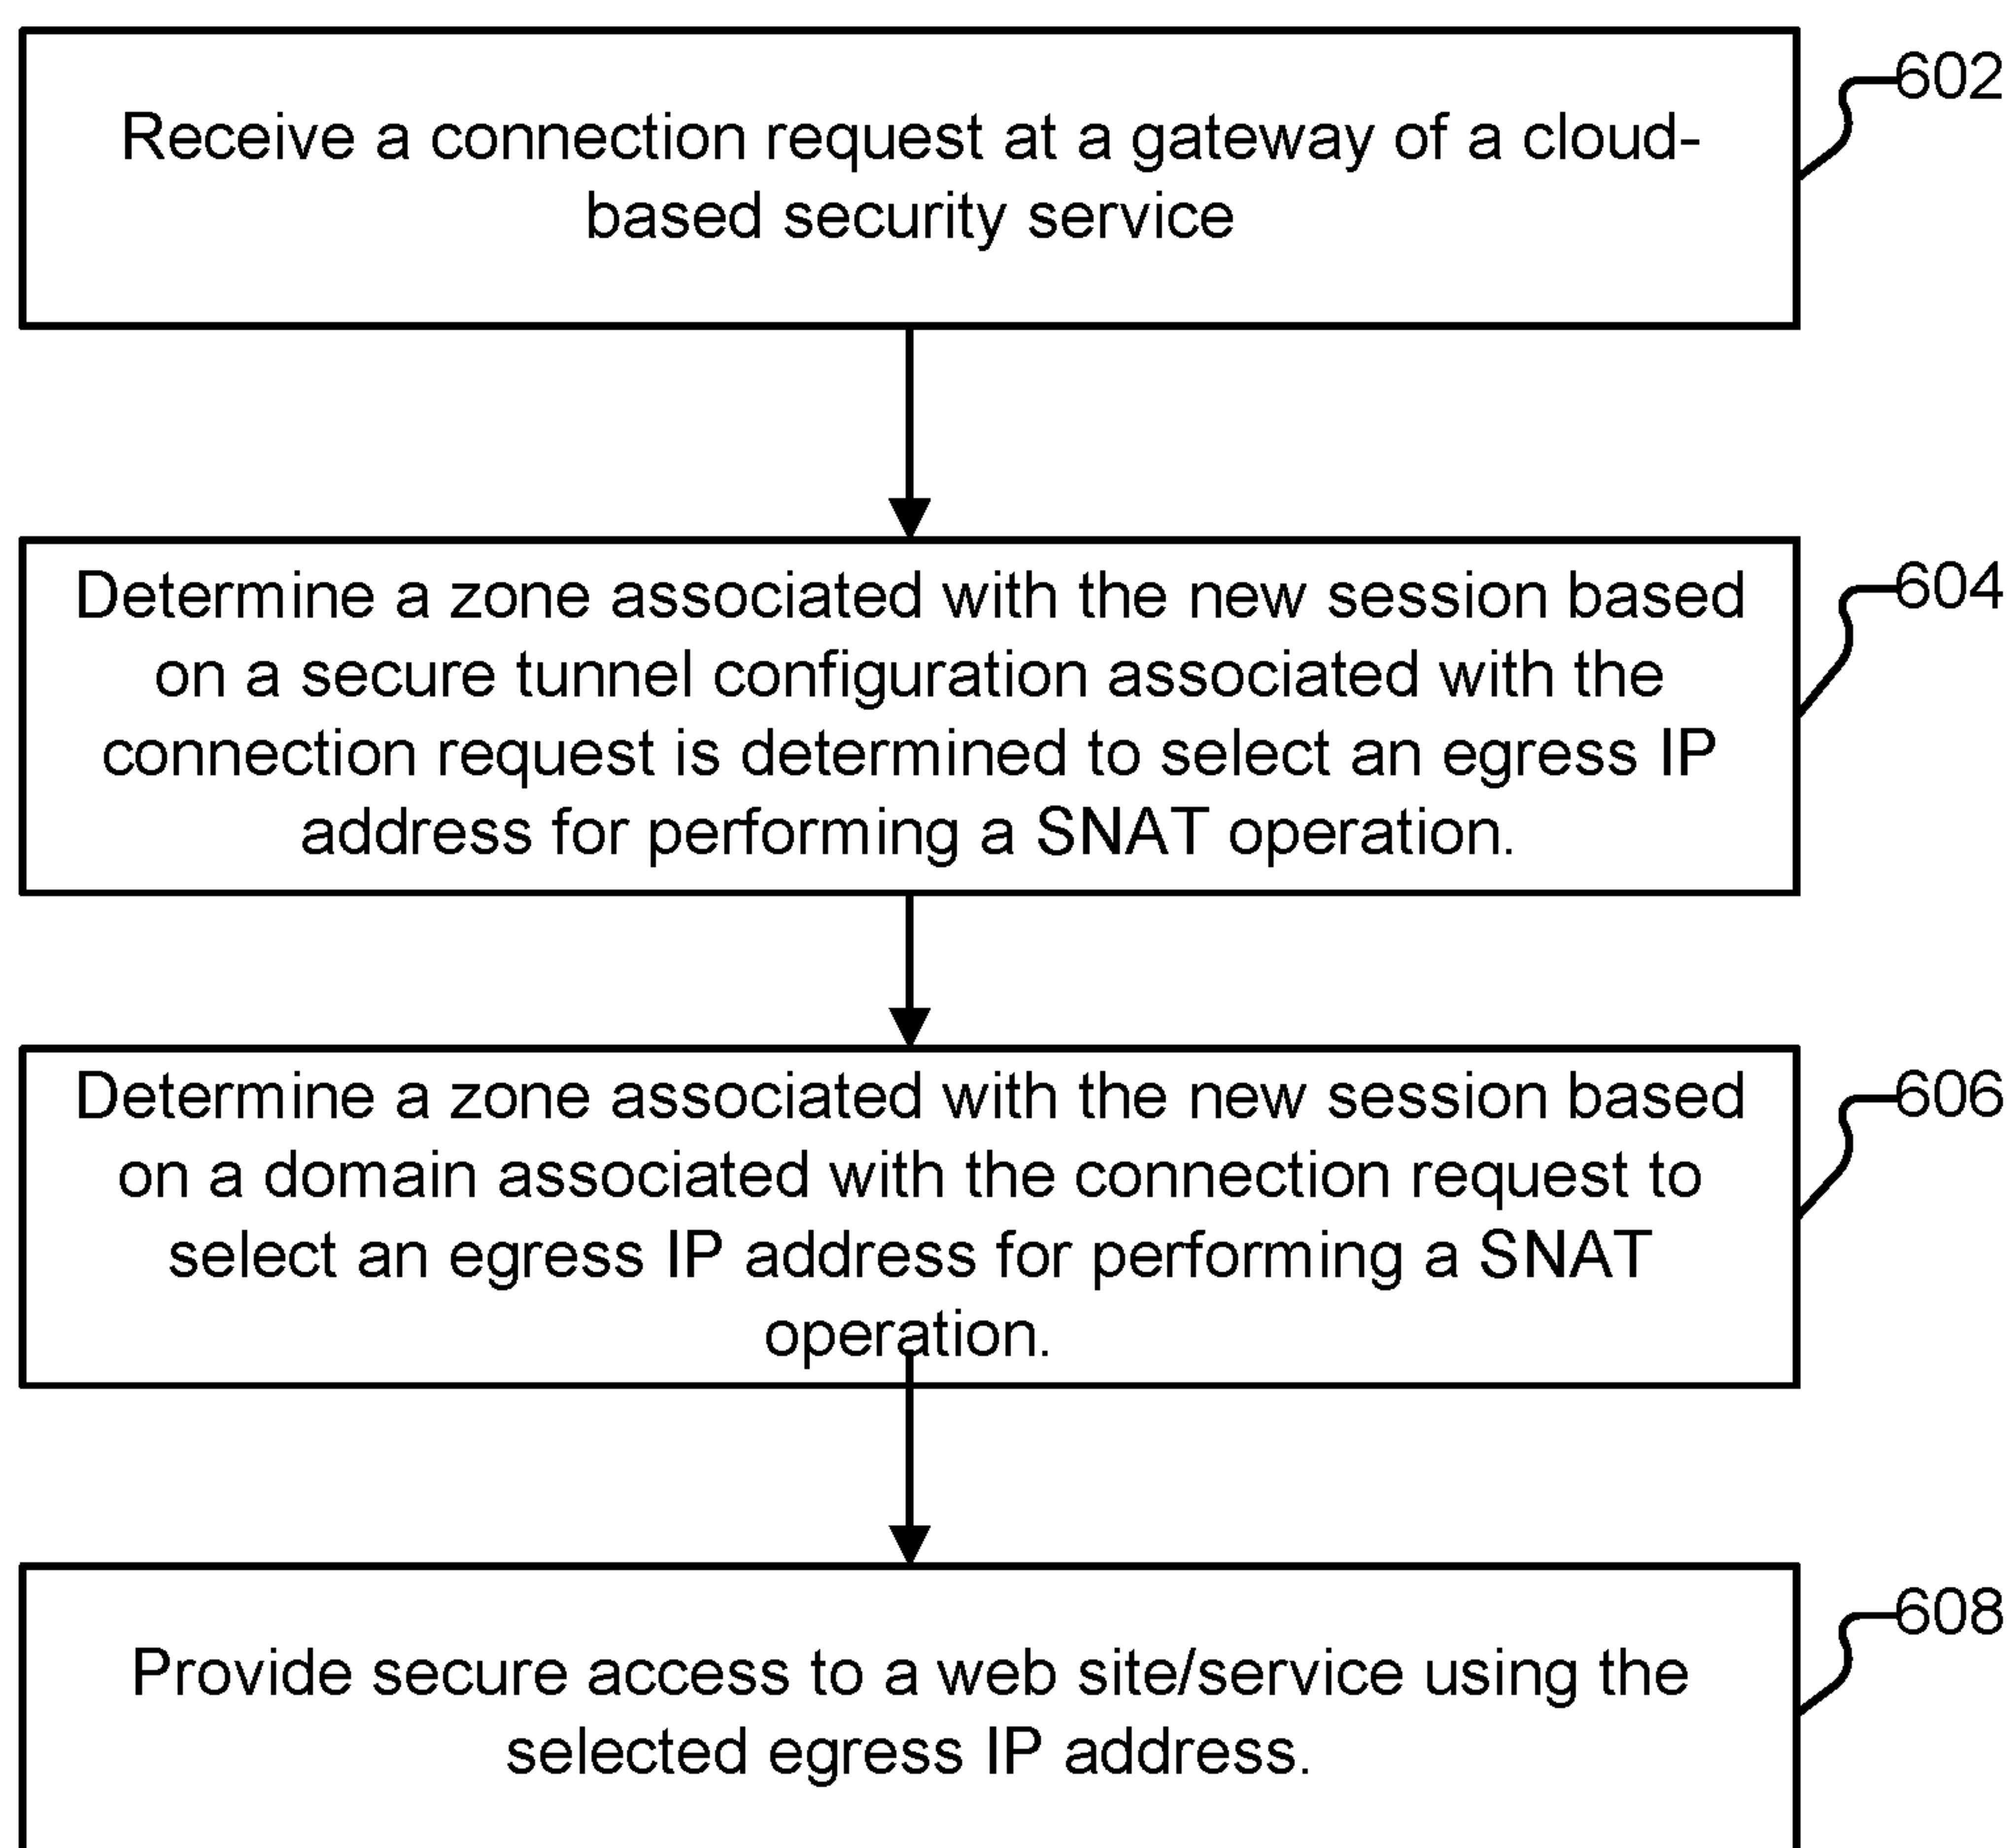 Receive a connection request at a gateway of a cloud-
based security service
602
Determine a zone associated with the new session based
on a secure tunnel configuration associated with the
connection request is determined to select an egress IP
address for performing a SNAT operation.
604
Determine a zone associated with the new session based
on a domain associated with the connection request to
select an egress IP address for performing a SNAT
operation.
606
Provide secure access to a web site/service using the
selected egress IP address.
608